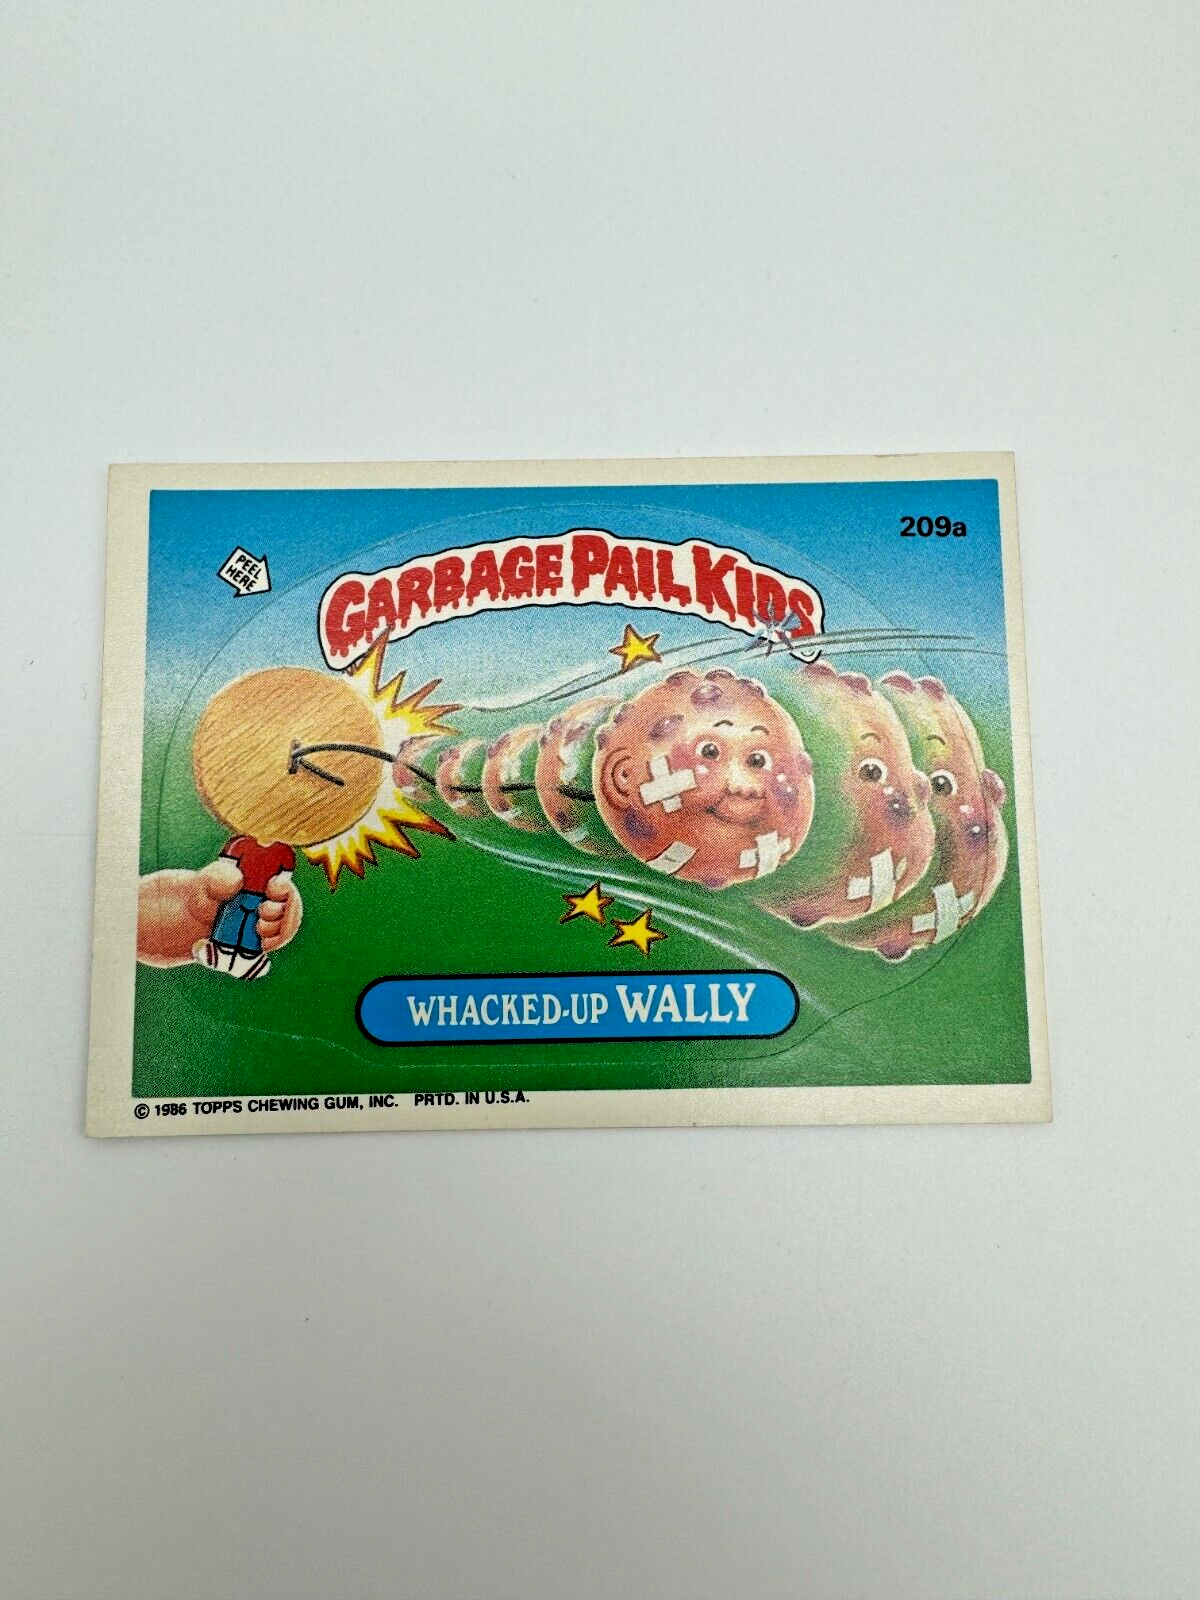 209a
PEEL
HERE
GARBAGE PAIL KIDS
WHACKED-UP WALLY
© 1986 TOPPS CHEWING GUM, INC. PRTD. IN U.S.A.